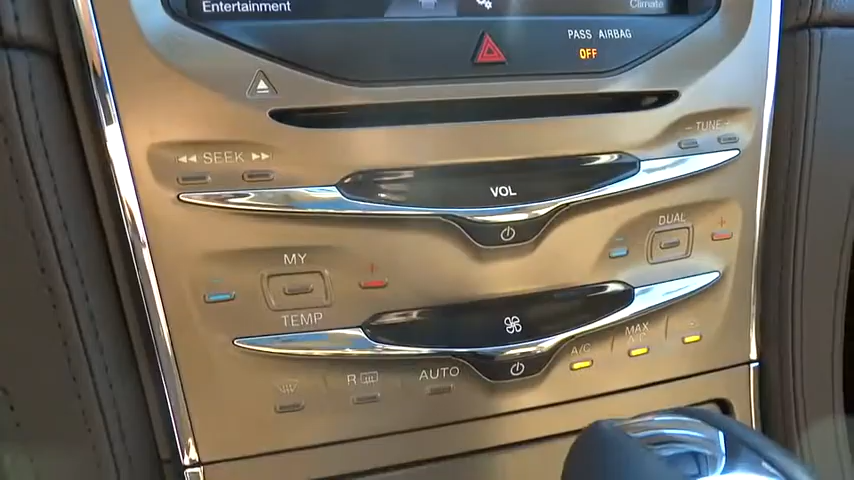 Entertainment
Climate
PASS AIRBAG
OFF
SEEK
TUNE
VOL
MY
TEMP
DUAL
+
-
+
R
AUTO
A/C
MAX
A/C